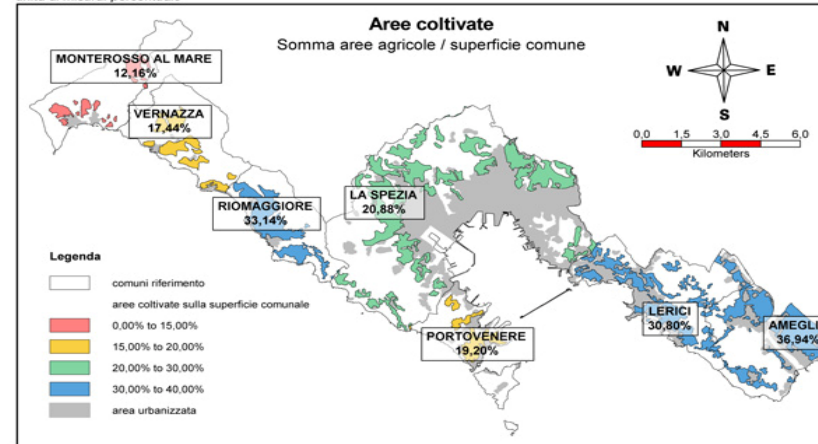 Aree coltivate
Somma aree agricole / superficie comune
N
W
E
S
0,0 1,5 3,0 4,5 6,0
Kilometers
MONTEROSSO AL MARE
12,16%
VERNAZZA
17,44%
RIOMAGGIORE
33,14%
LA SPEZIA
20,88%
PORTOVENERE
19,20%
LERICI
30,80%
AMEGLI
36,94%
Legenda
comuni riferimento
aree coltivate sulla superficie comunale
0,00% to 15,00%
15,00% to 20,00%
20,00% to 30,00%
30,00% to 40,00%
area urbanizzata